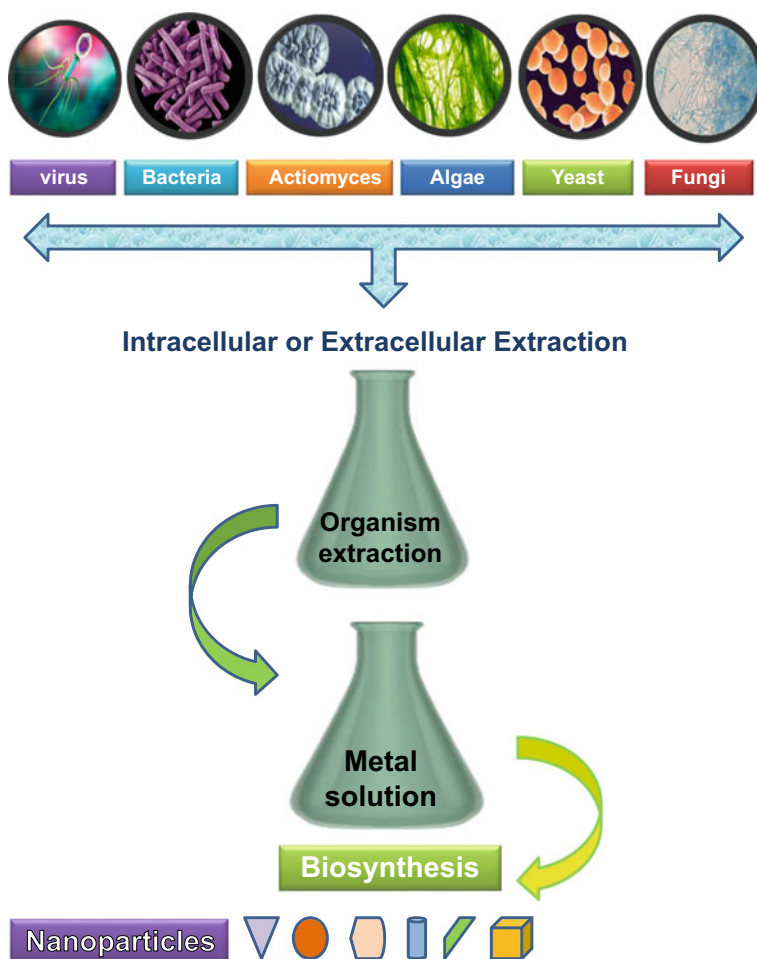 virus Bacteria Actiomyces Algae Yeast Fungi
Intracellular or Extracellular Extraction
Organism
extraction
Metal
solution
Biosynthesis
Nanoparticles